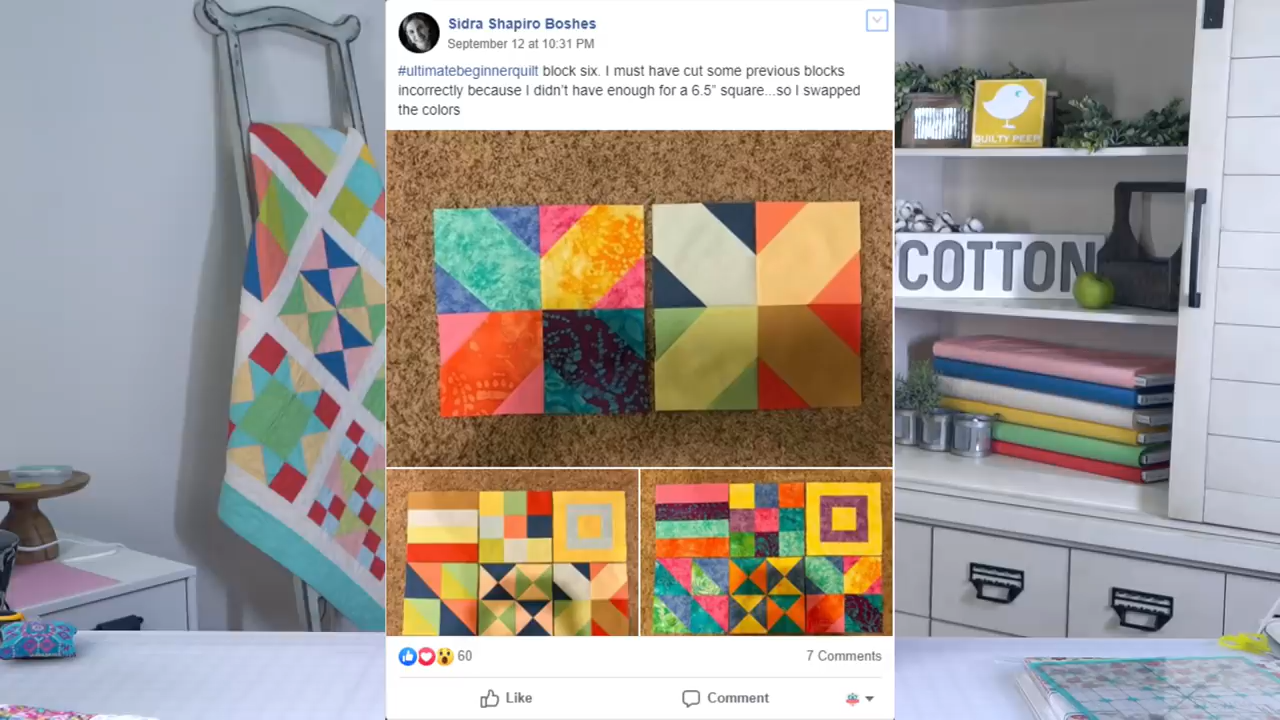 Sidra Shapiro Boshes
September 12 at 10:31 PM
#ultimatebeginnerquilt block six. I must have cut some previous blocks
incorrectly because I didn't have enough for a 6.5" square...so I swapped
the colors
QUILTY PEEP
COTTON
60
7 Comments
Like
Comment